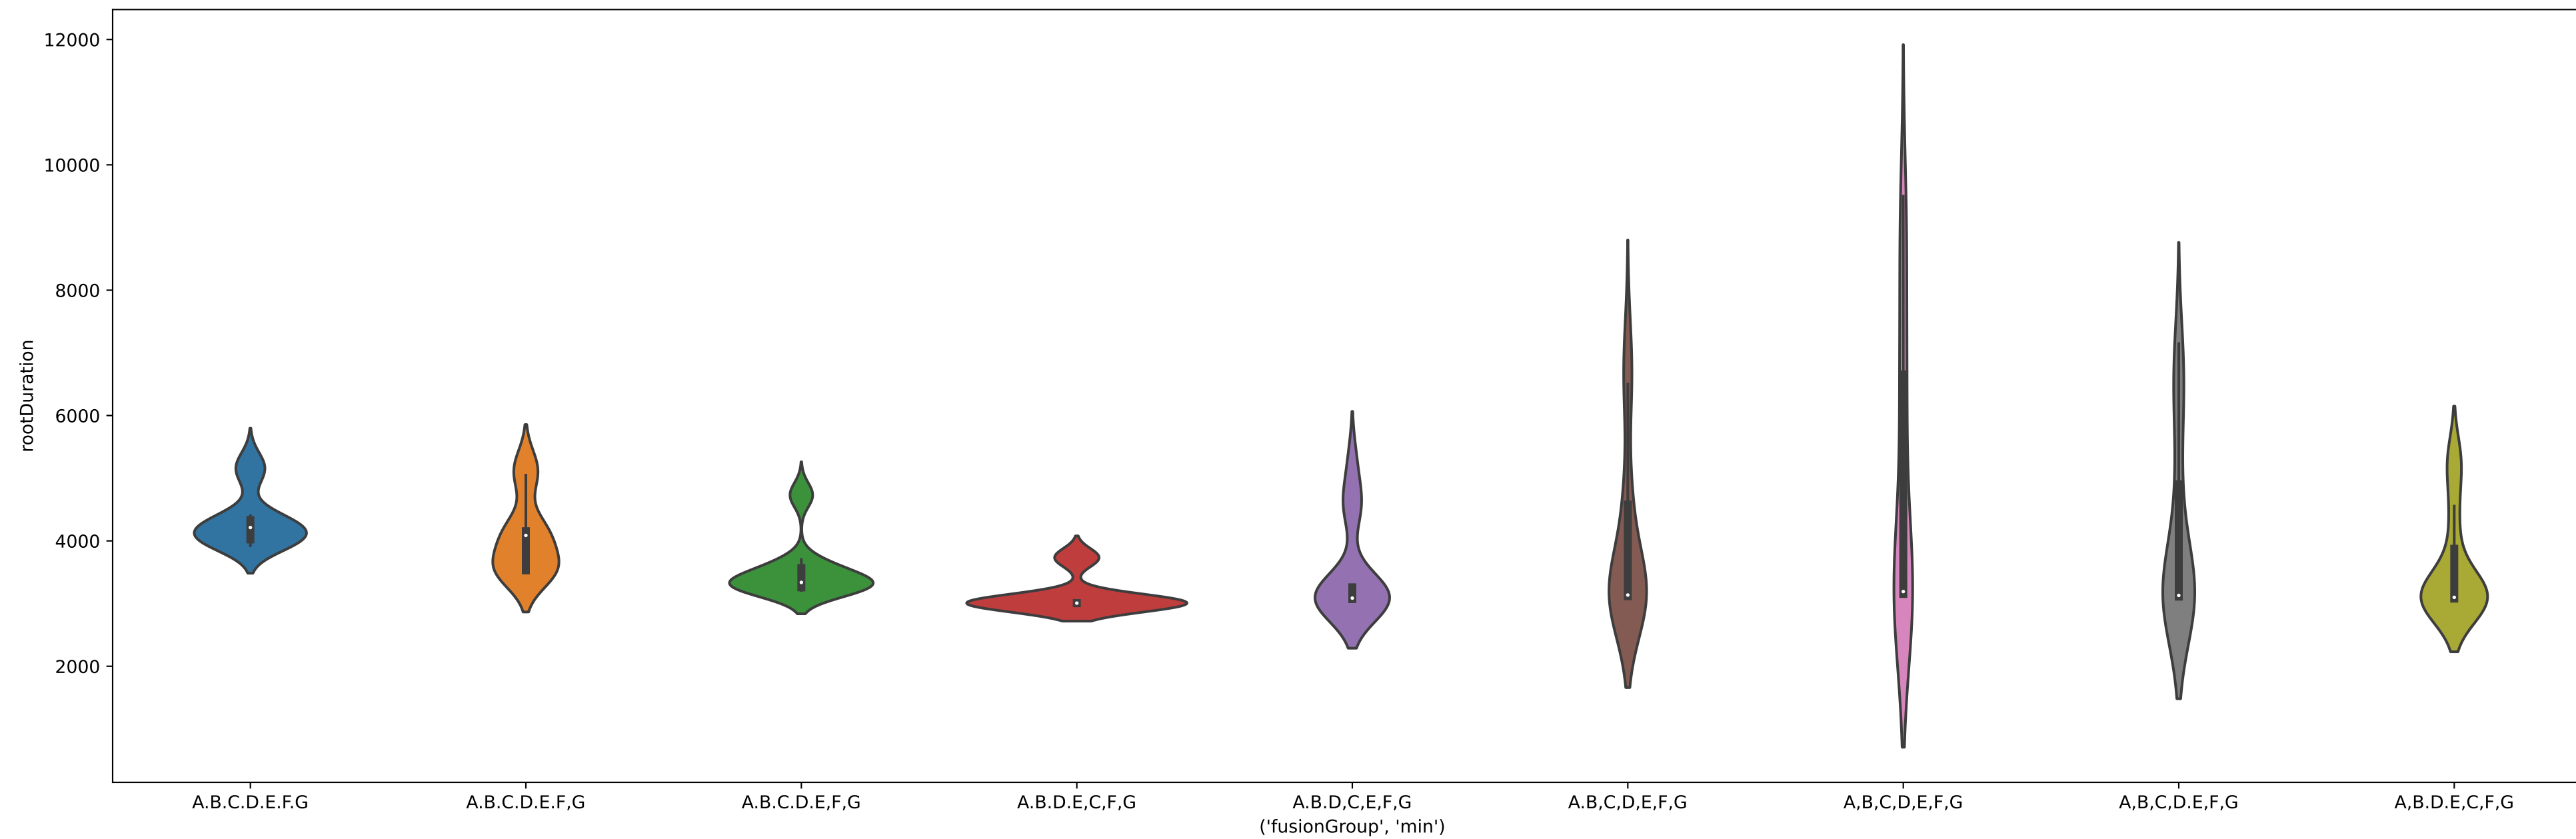 12000
10000
8000
6000
4000
2000
rootDuration
A.B.C.D.E.F.G
A.B.C.D.E.F,G
A.B.C.D.E,F,G
A.B.D.E,C,F,G
A.B.D,C,E,F,G
A.B,C,D,E,F,G
A,B,C,D,E,F,G
A,B,C,D.E,F,G
A,B.D.E,C,F,G
('fusionGroup', 'min')